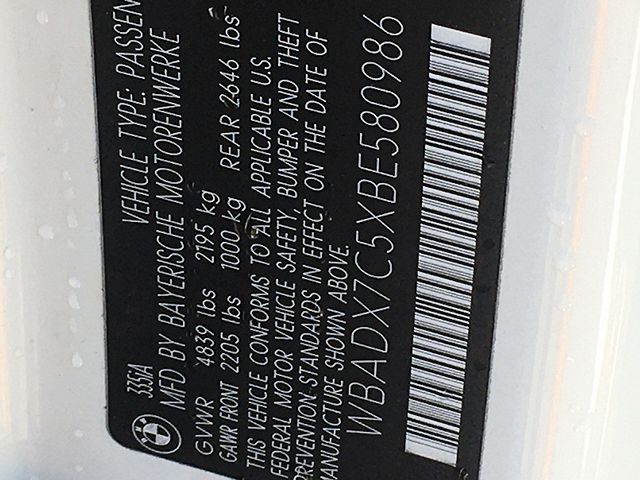 335iA
VEHICLE TYPE: PASSEN
MFD BY BAYERISCHE MOTORENWERKE
GVWR 4839 lbs 2195 kg
GAWR FRONT 2205 lbs 1000 kg REAR 2646 lbs
THIS VEHICLE CONFORMS TO ALL APPLICABLE U.S.
FEDERAL MOTOR VEHICLE SAFETY, BUMPER AND THEFT
PREVENTION STANDARDS IN EFFECT ON THE DATE OF
MANUFACTURE SHOWN ABOVE.
WBADX7C5XBE580986